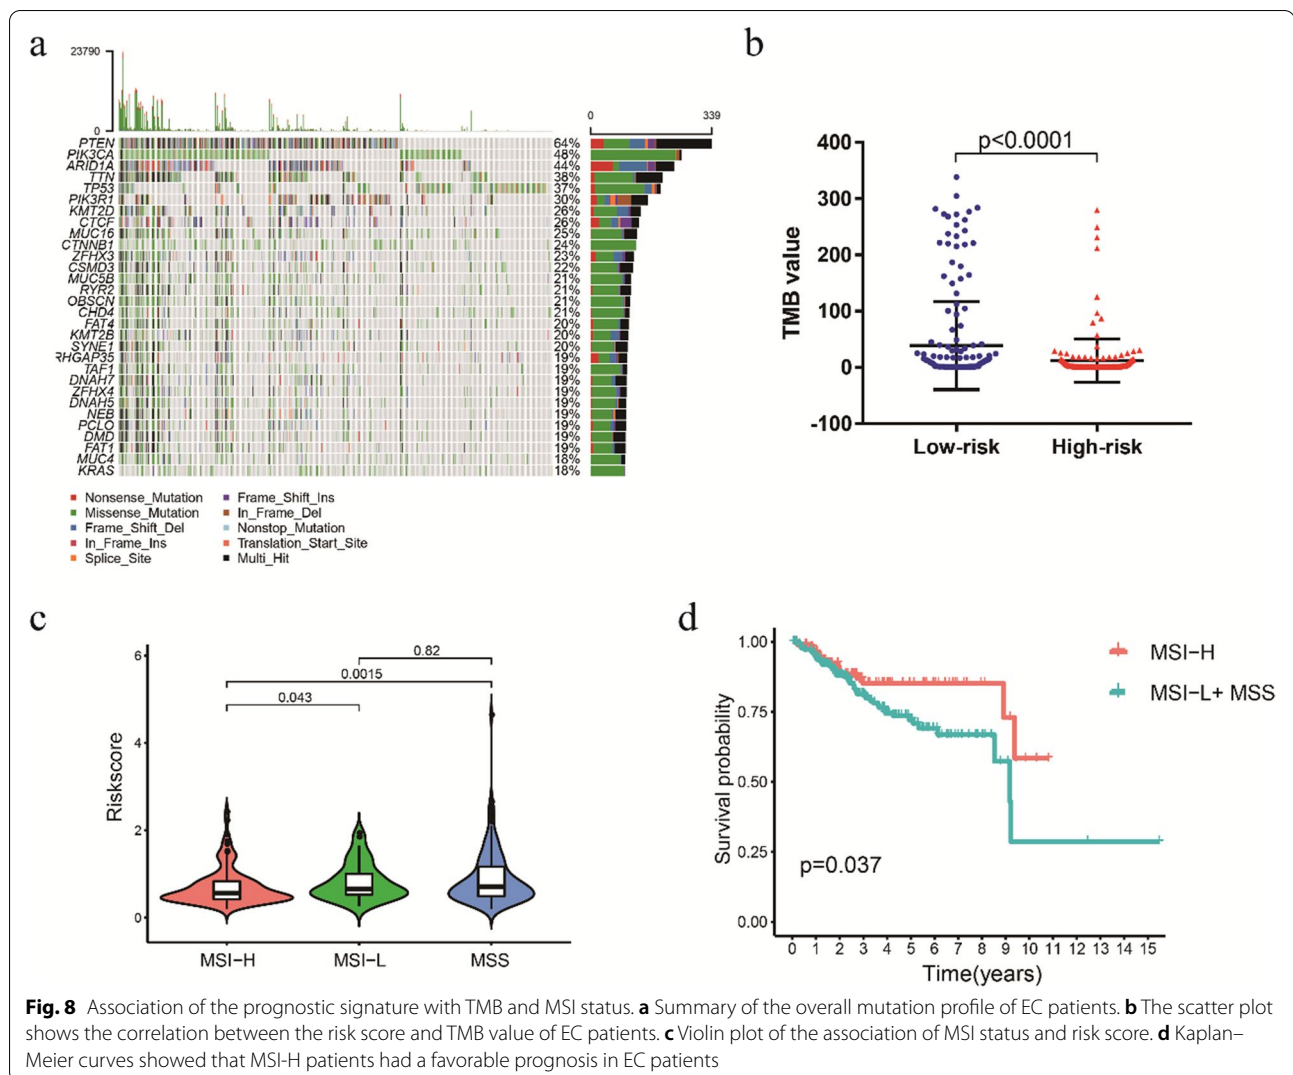 a
23790
0
0
339
PTEN 64%
PIK3CA 48%
ARID1A 44%
TTN 38%
TP53 37%
PIK3R1 30%
KMT2D 26%
CTCF 26%
MUC16 25%
CTNNB1 24%
ZFHX3 23%
CSMD3 22%
MUC5B 21%
RYR2 21%
OBSCN 21%
CHD4 21%
FAT4 20%
KMT2B 20%
SYNE1 20%
RHGAP35 19%
TAF1 19%
DNAH7 19%
ZFHX4 19%
DNAH5 19%
NEB 19%
PCLO 19%
DMD 19%
FAT1 19%
MUC4 18%
KRAS 18%
Nonsense_Mutation
Missense_Mutation
Frame_Shift_Del
In_Frame_Ins
Splice_Site
Frame_Shift_Ins
In_Frame_Del
Nonstop_Mutation
Translation_Start_Site
Multi_Hit
b
p<0.0001
400
300
200
100
0
-100
TMB value
Low-risk High-risk
c
6
4
2
0
Riskscore
0.82
0.0015
0.043
MSI-H MSI-L MSS
d
1.00
0.75
0.50
0.25
0.00
Survival probability
MSI-H
MSI-L+ MSS
p=0.037
0 1 2 3 4 5 6 7 8 9 10 11 12 13 14 15
Time(years)
Fig. 8 Association of the prognostic signature with TMB and MSI status. a Summary of the overall mutation profile of EC patients. b The scatter plot
shows the correlation between the risk score and TMB value of EC patients. c Violin plot of the association of MSI status and risk score. d Kaplan–
Meier curves showed that MSI-H patients had a favorable prognosis in EC patients